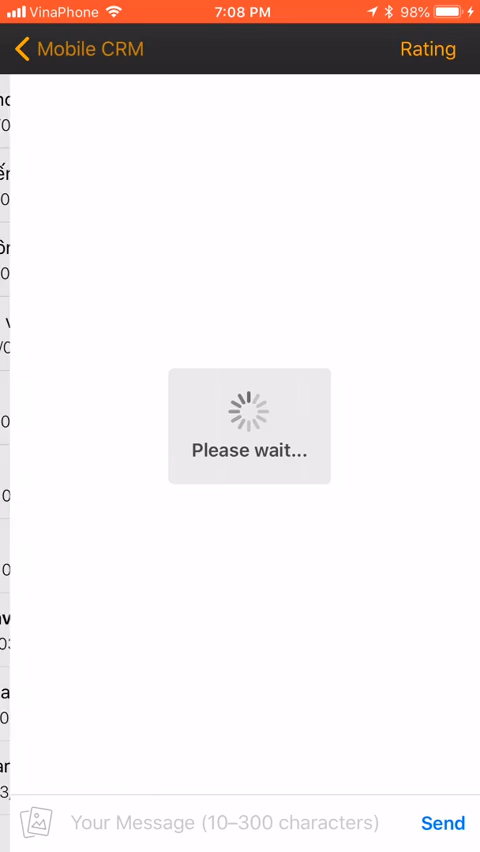 VinaPhone 7:08 PM 98%
Mobile CRM Rating
Please wait...
Your Message (10–300 characters) Send